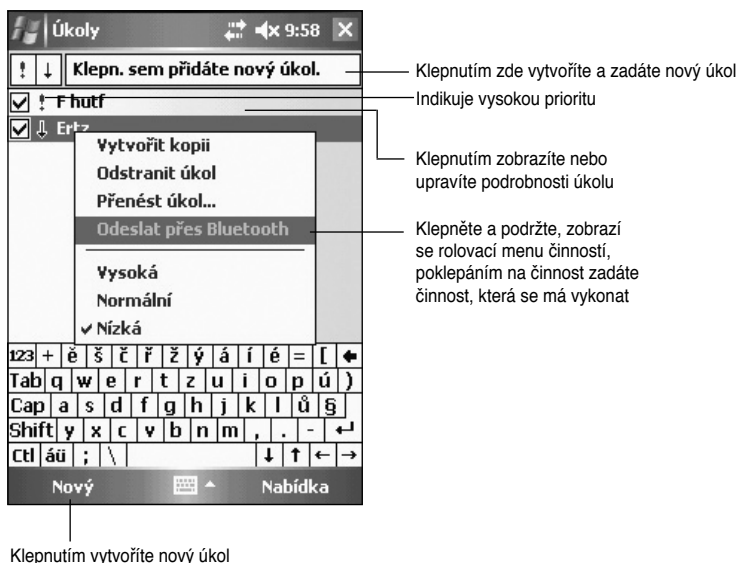 Úkoly 9:58
! ↓ Klepn. sem přidáte nový úkol.
Klepnutím zde vytvoříte a zadáte nový úkol
! F hutf
Indikuje vysokou prioritu
↓ Ertz
Klepnutím zobrazíte nebo
upravíte podrobnosti úkolu
Vytvořit kopii
Odstranit úkol
Přenést úkol...
Odeslat přes Bluetooth
Vysoká
Normální
Nízká
Klepněte a podržte, zobrazí
se rolovací menu činností,
poklepáním na činnost zadáte
činnost, která se má vykonat
123 + ě š č ř ž ý á í é = [ ←
Tab q w e r t z u i o p ú )
Cap a s d f g h j k l ů §
Shift y x c v b n m , . - ↵
Ctl áü ; \ ↓ ↑ ← →
Nový Nabídka
Klepnutím vytvoříte nový úkol